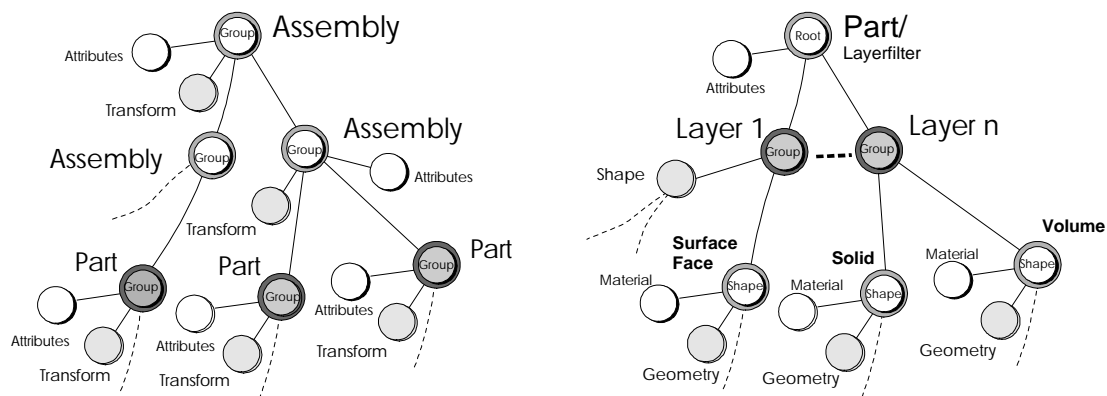 Group
Assembly
Attributes
Transform
Assembly
Group
Group
Assembly
Attributes
Transform
Part
Group
Attributes
Transform
Part
Group
Attributes
Transform
Group
Part
Attributes
Transform
Root
Part/
Layerfilter
Attributes
Layer 1
Group
Group
Layer n
Shape
Surface
Face
Material
Shape
Geometry
Solid
Material
Shape
Geometry
Volume
Material
Shape
Geometry